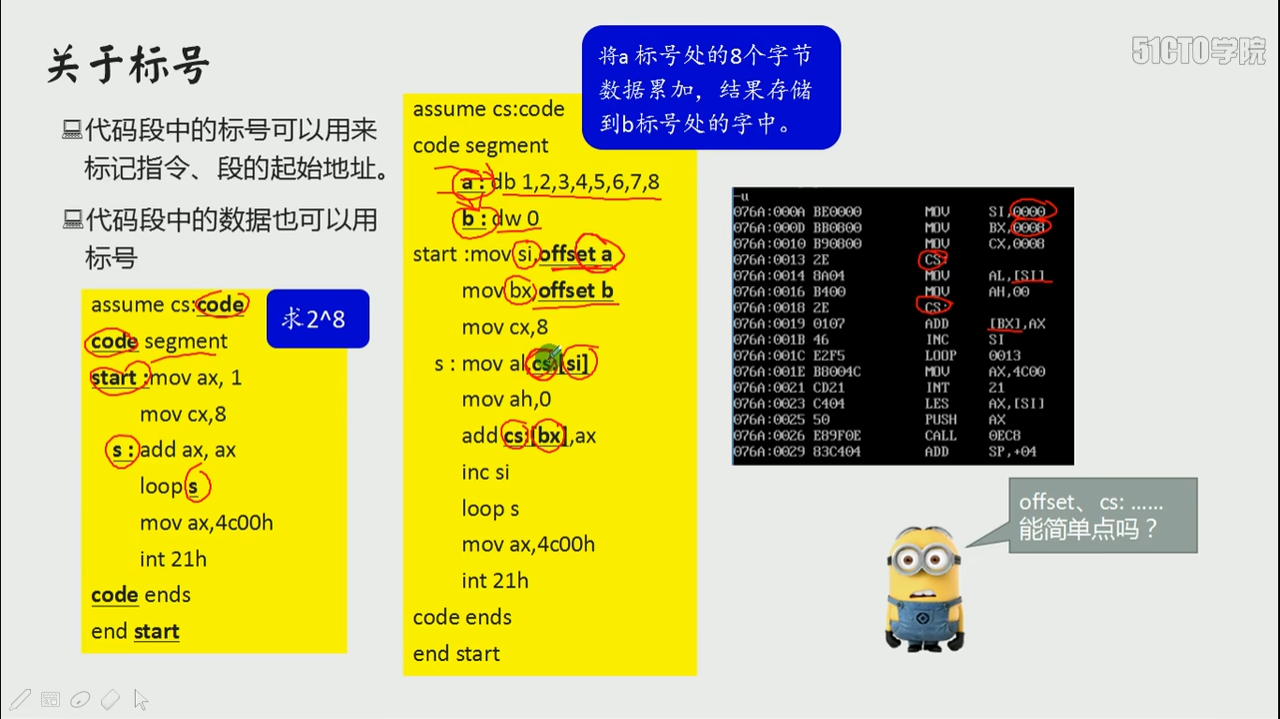 关于标号
51CTO学院
代码段中的标号可以用来
标记指令、段的起始地址。
代码段中的数据也可以用
标号
assume cs:code
code segment
start :mov ax, 1
mov cx,8
s : add ax, ax
loop s
mov ax,4c00h
int 21h
code ends
end start
求2^8
将a 标号处的8个字节
数据累加，结果存储
到b标号处的字中。
assume cs:code
code segment
a : db 1,2,3,4,5,6,7,8
b : dw 0
start :mov si,offset a
mov bx,offset b
mov cx,8
s : mov al,cs:[si]
mov ah,0
add cs:[bx],ax
inc si
loop s
mov ax,4c00h
int 21h
code ends
end start
-u
076A:000A BE0000 MOV SI,0000
076A:000D BB0800 MOV BX,0008
076A:0010 B90800 MOV CX,0008
076A:0013 2E CS:
076A:0014 8A04 MOV AL,[SI]
076A:0016 B400 MOV AH,00
076A:0018 2E CS:
076A:0019 0107 ADD [BX],AX
076A:001B 46 INC SI
076A:001C E2F5 LOOP 0013
076A:001E B8004C MOV AX,4C00
076A:0021 CD21 INT 21
076A:0023 C404 LES AX,[SI]
076A:0025 50 PUSH AX
076A:0026 E89F0E CALL 0EC8
076A:0029 83C404 ADD SP,+04
offset、cs: ……
能简单点吗？